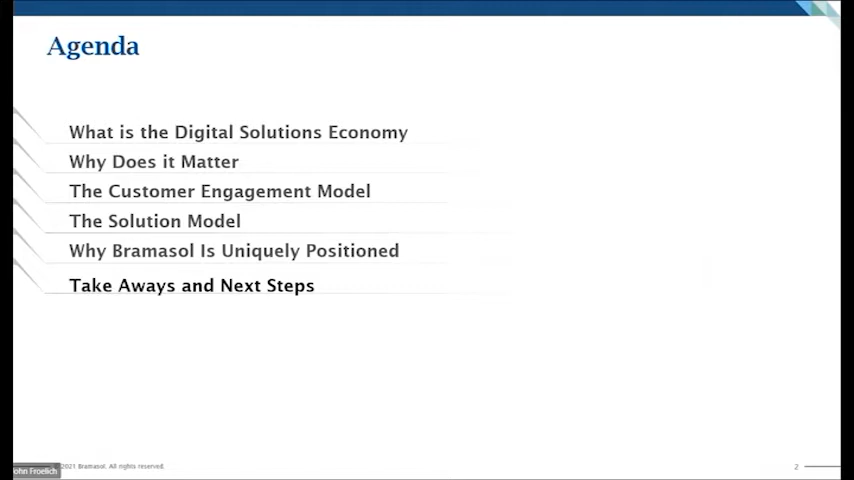 Agenda
What is the Digital Solutions Economy
Why Does it Matter
The Customer Engagement Model
The Solution Model
Why Bramasol Is Uniquely Positioned
Take Aways and Next Steps
John Froelich
2021 Bramasol. All rights reserved.
2